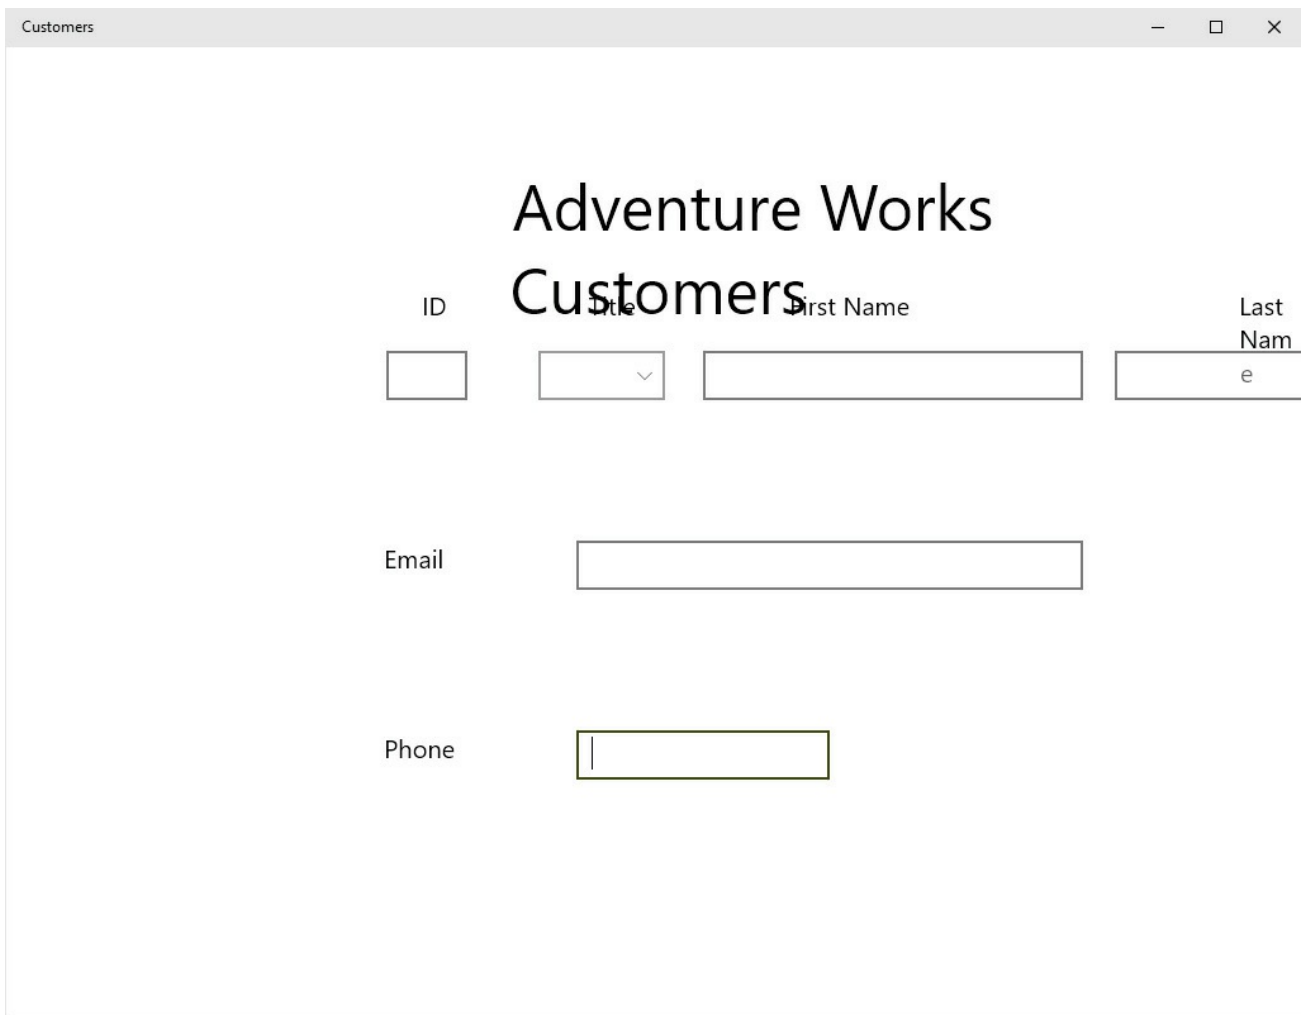 Customers
Adventure Works
Customers
ID Title First Name Last
Nam
e
Email
Phone